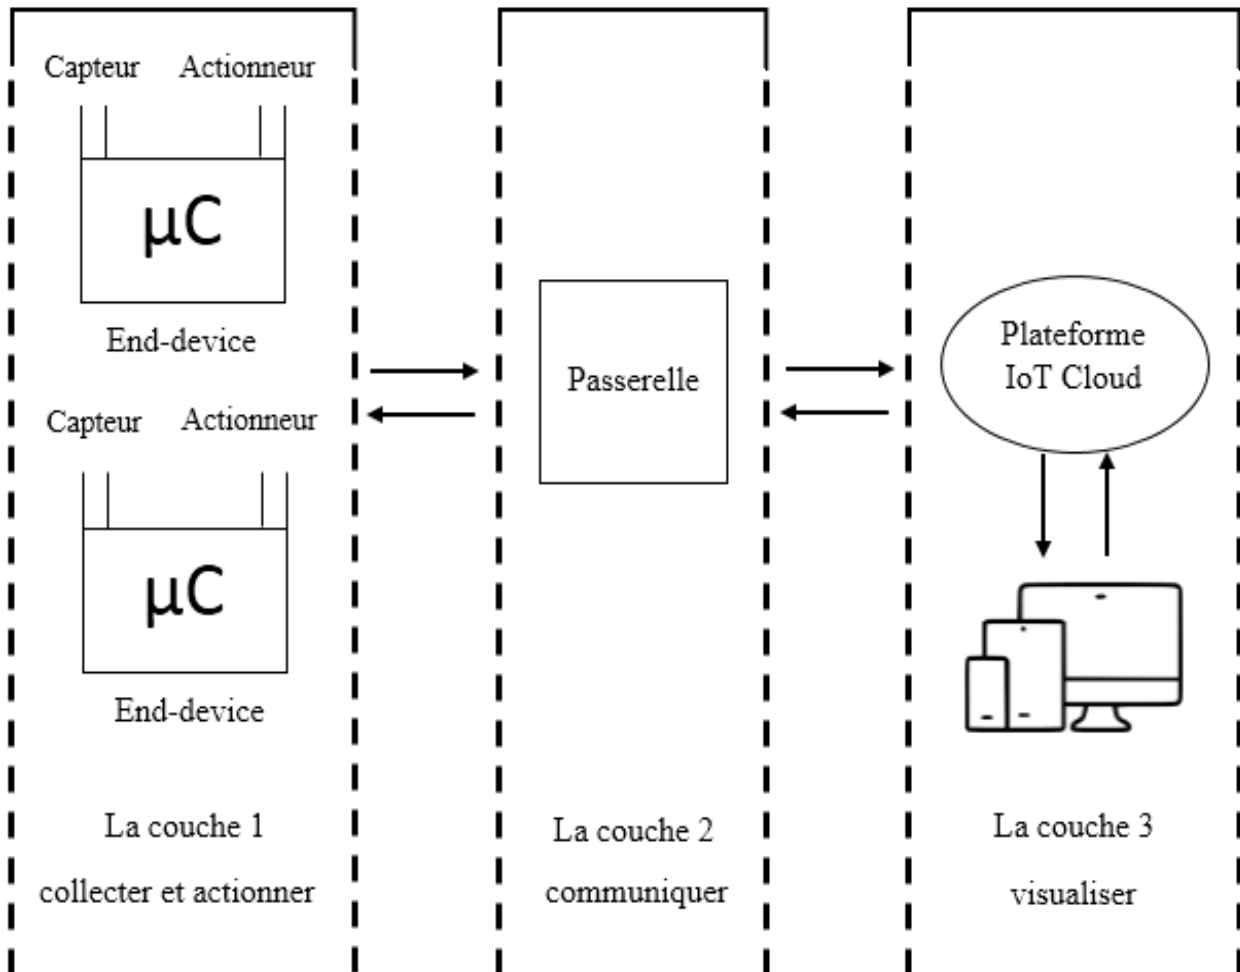 Capteur Actionneur
µC
End-device
Capteur Actionneur
µC
End-device
La couche 1
collecter et actionner
Passerelle
La couche 2
communiquer
Plateforme
IoT Cloud
La couche 3
visualiser